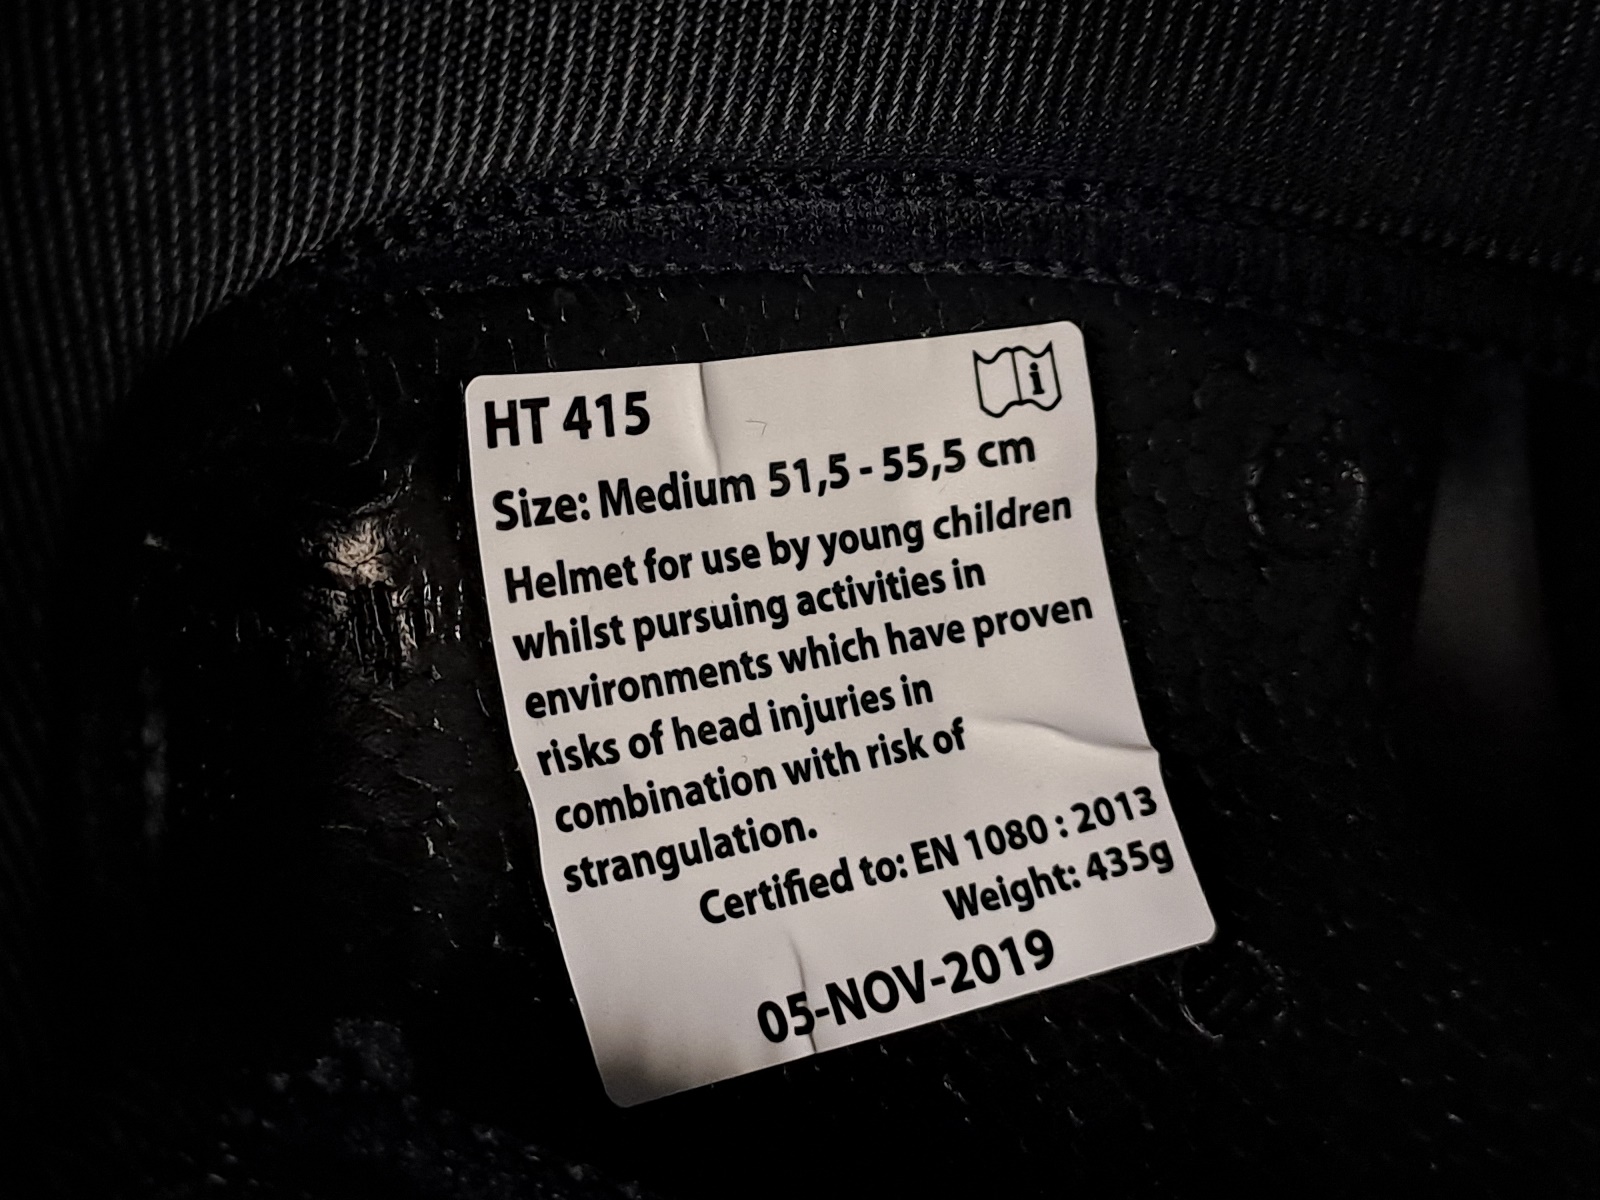 HT 415
i
Size: Medium 51,5 - 55,5 cm
Helmet for use by young children
whilst pursuing activities in
environments which have proven
risks of head injuries in
combination with risk of
strangulation.
Certified to: EN 1080 : 2013
Weight: 435g
05-NOV-2019